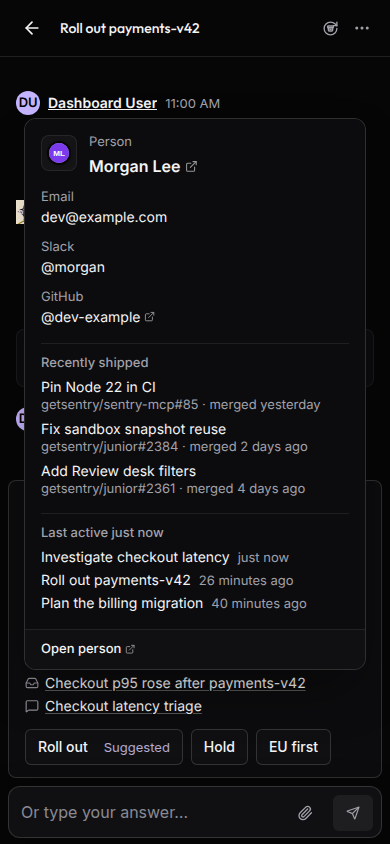 Roll out payments-v42
DU Dashboard User 11:00 AM
ML
Person
Morgan Lee
Email
dev@example.com
Slack
@morgan
GitHub
@dev-example
Recently shipped
Pin Node 22 in CI
getsentry/sentry-mcp#85 · merged yesterday
Fix sandbox snapshot reuse
getsentry/junior#2384 · merged 2 days ago
Add Review desk filters
getsentry/junior#2361 · merged 4 days ago
Last active just now
Investigate checkout latency just now
Roll out payments-v42 26 minutes ago
Plan the billing migration 40 minutes ago
Open person
Checkout p95 rose after payments-v42
Checkout latency triage
Roll out Suggested Hold EU first
Or type your answer...